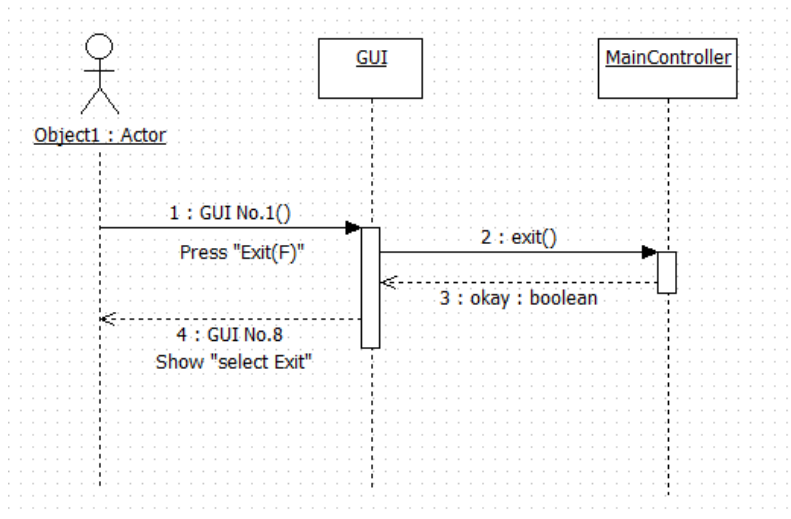 GUI
MainController
Object1 : Actor
1 : GUI No.1()
Press "Exit(F)"
2 : exit()
3 : okay : boolean
4 : GUI No.8
Show "select Exit"